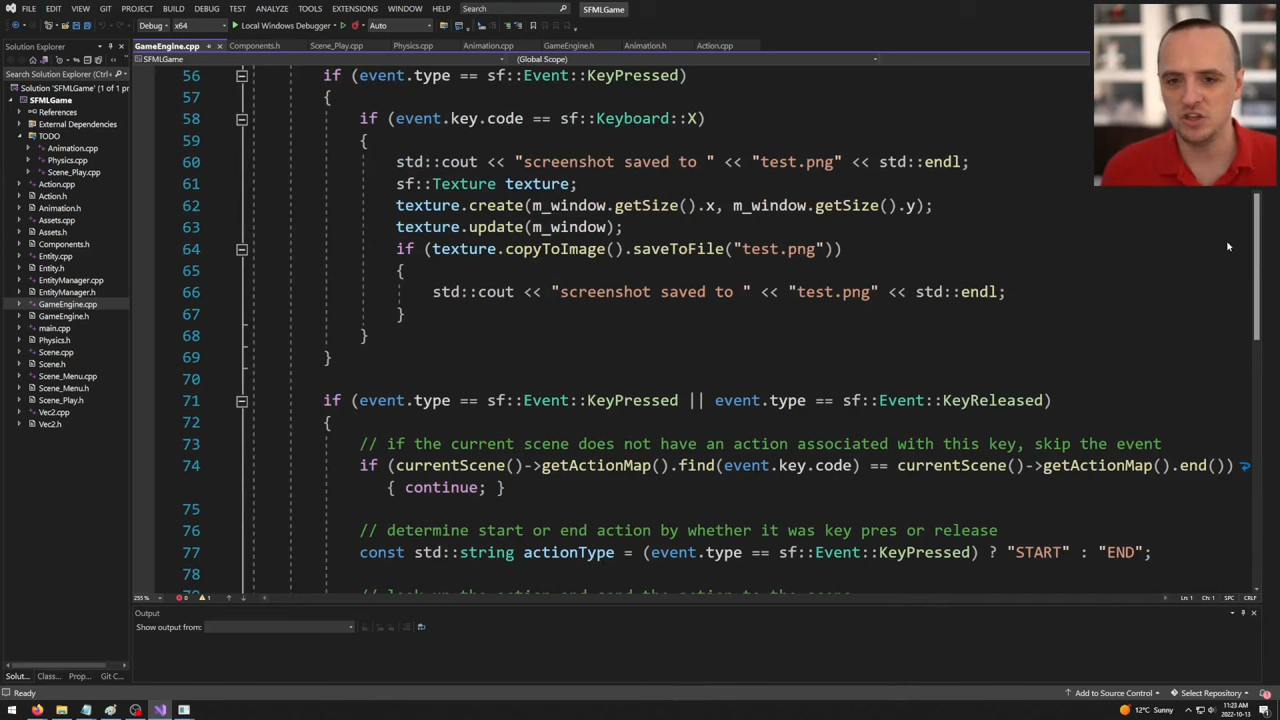 FILE EDIT VIEW GIT PROJECT BUILD DEBUG TEST ANALYZE TOOLS EXTENSIONS WINDOW HELP Search SFMLGame
Debug x64 Local Windows Debugger Auto
Solution Explorer
Search Solution Explorer (Ctrl+
Solution 'SFMLGame' (1 of 1 pr
SFMLGame
References
External Dependencies
TODO
Animation.cpp
Physics.cpp
Scene_Play.cpp
Action.cpp
Action.h
Animation.h
Assets.cpp
Assets.h
Components.h
Entity.cpp
Entity.h
EntityManager.cpp
EntityManager.h
GameEngine.cpp
GameEngine.h
main.cpp
Physics.h
Scene.cpp
Scene.h
Scene_Menu.cpp
Scene_Menu.h
Scene_Play.h
Vec2.cpp
Vec2.h
Solut... Class... Prop... Git C...
GameEngine.cpp Components.h Scene_Play.cpp Physics.cpp Animation.cpp GameEngine.h Animation.h Action.cpp
SFMLGame (Global Scope)
56 if (event.type == sf::Event::KeyPressed)
57 {
58 if (event.key.code == sf::Keyboard::X)
59 {
60 std::cout << "screenshot saved to " << "test.png" << std::endl;
61 sf::Texture texture;
62 texture.create(m_window.getSize().x, m_window.getSize().y);
63 texture.update(m_window);
64 if (texture.copyToImage().saveToFile("test.png"))
65 {
66 std::cout << "screenshot saved to " << "test.png" << std::endl;
67 }
68 }
69 }
70
71 if (event.type == sf::Event::KeyPressed || event.type == sf::Event::KeyReleased)
72 {
73 // if the current scene does not have an action associated with this key, skip the event
74 if (currentScene()->getActionMap().find(event.key.code) == currentScene()->getActionMap().end())
{ continue; }
75
76 // determine start or end action by whether it was key pres or release
77 const std::string actionType = (event.type == sf::Event::KeyPressed) ? "START" : "END";
78
255 % 0 1 Ln: 1 Ch: 1 SPC CRLF
Output
Show output from:
Ready Add to Source Control Select Repository
12°C Sunny 11:23 AM
2022-10-13